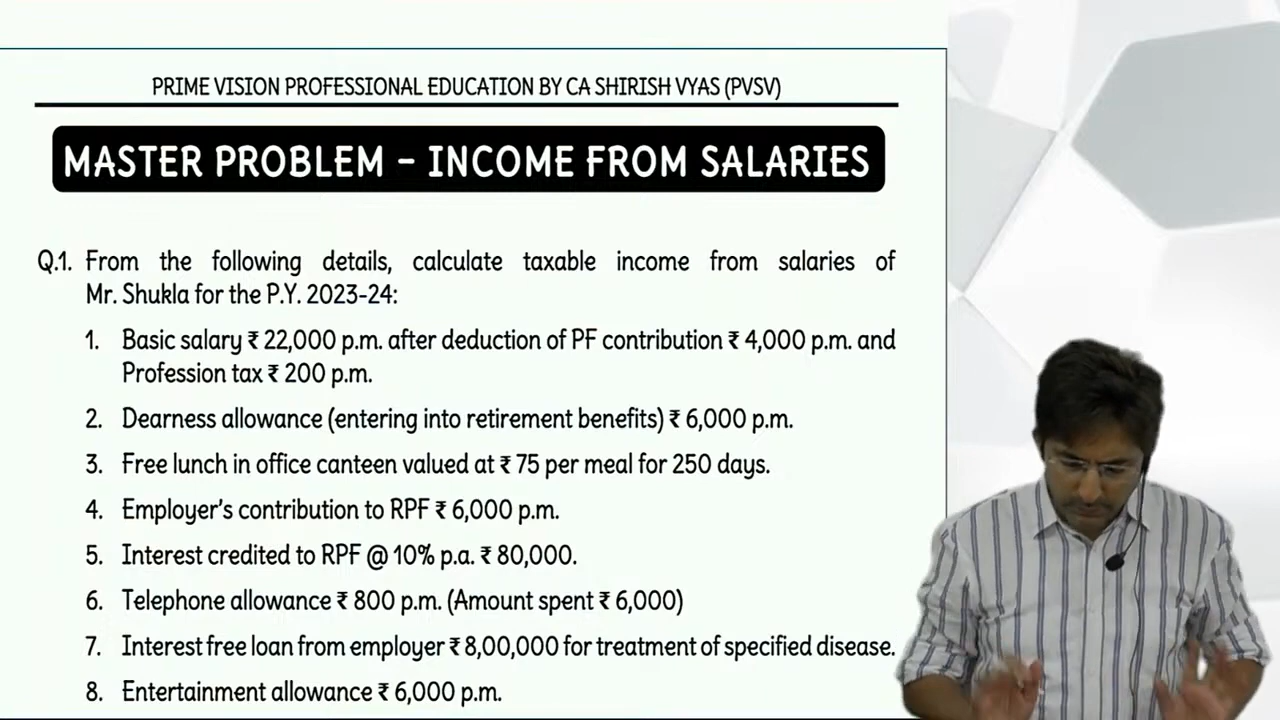 PRIME VISION PROFESSIONAL EDUCATION BY CA SHIRISH VYAS (PVSV)
MASTER PROBLEM – INCOME FROM SALARIES
Q.1. From the following details, calculate taxable income from salaries of
Mr. Shukla for the P.Y. 2023-24:
1. Basic salary ₹ 22,000 p.m. after deduction of PF contribution ₹ 4,000 p.m. and
Profession tax ₹ 200 p.m.
2. Dearness allowance (entering into retirement benefits) ₹ 6,000 p.m.
3. Free lunch in office canteen valued at ₹ 75 per meal for 250 days.
4. Employer's contribution to RPF ₹ 6,000 p.m.
5. Interest credited to RPF @ 10% p.a. ₹ 80,000.
6. Telephone allowance ₹ 800 p.m. (Amount spent ₹ 6,000)
7. Interest free loan from employer ₹ 8,00,000 for treatment of specified disease.
8. Entertainment allowance ₹ 6,000 p.m.